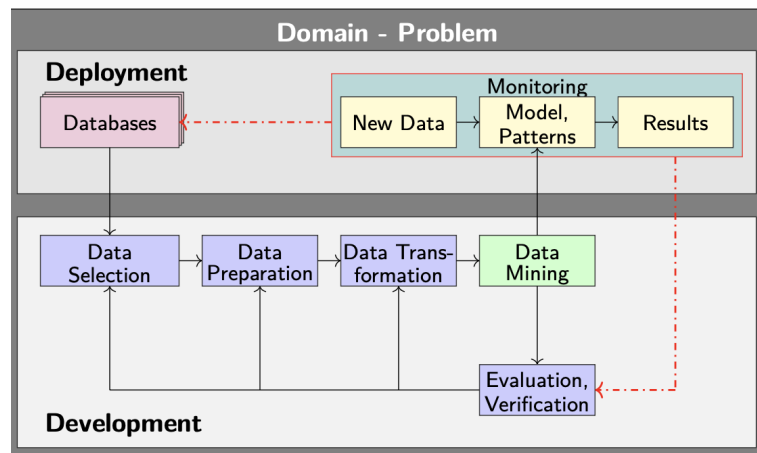 Domain - Problem
Deployment
Monitoring
Databases
New Data
Model,
Patterns
Results
Data
Selection
Data
Preparation
Data Trans-
formation
Data
Mining
Evaluation,
Verification
Development